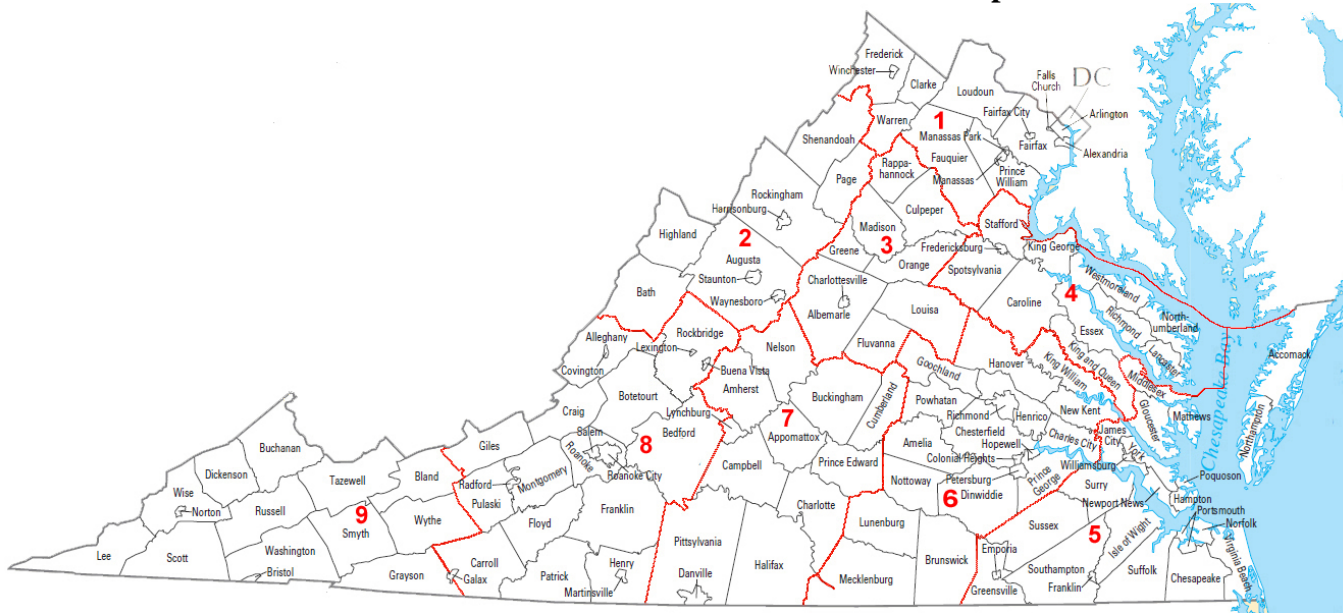 Frederick
Winchester
Clarke
Loudoun
Falls
Church
DC
Arlington
Warren
1
Fairfax City
Shenandoah
Manassas Park
Fairfax
Alexandria
Rappa-
hannock
Fauquier
Page
Manassas
Prince
William
Rockingham
Harrisonburg
Culpeper
Stafford
Madison
Highland
2
Greene
3
Fredericksburg
King George
Augusta
Orange
Spotsylvania
Staunton
Charlottesville
Westmoreland
Bath
Waynesboro
4
Caroline
Albemarle
Louisa
Richmond
North-
umberland
Rockbridge
Essex
Alleghany
Lexington
Nelson
Fluvanna
Hanover
King and Queen
Lancaster
Accomack
Chesapeake Bay
Covington
Buena Vista
Goochland
King William
Middlesex
Amherst
Botetourt
Buckingham
Cumberland
Powhatan
Gloucester
Mathews
Northampton
Craig
Lynchburg
7
Richmond
Henrico
New Kent
Salem
Bedford
Chesterfield
James
City
Buchanan
Giles
8
Appomattox
Amelia
Hopewell
Charles City
York
Roanoke
Colonial Heights
Dickenson
Bland
Roanoke City
Campbell
Prince Edward
Williamsburg
Tazewell
Radford
Montgomery
Petersburg
Prince
George
Poquoson
Wise
Pulaski
Nottoway
Dinwiddie
Surry
Norton
Russell
Charlotte
6
Newport News
Hampton
9
Wythe
Franklin
Portsmouth
Smyth
Floyd
Lunenburg
Sussex
5
Norfolk
Lee
Washington
Pittsylvania
Isle of Wight
Virginia Beach
Scott
Carroll
Emporia
Bristol
Grayson
Henry
Halifax
Brunswick
Southampton
Suffolk
Galax
Patrick
Danville
Mecklenburg
Chesapeake
Martinsville
Greensville
Franklin